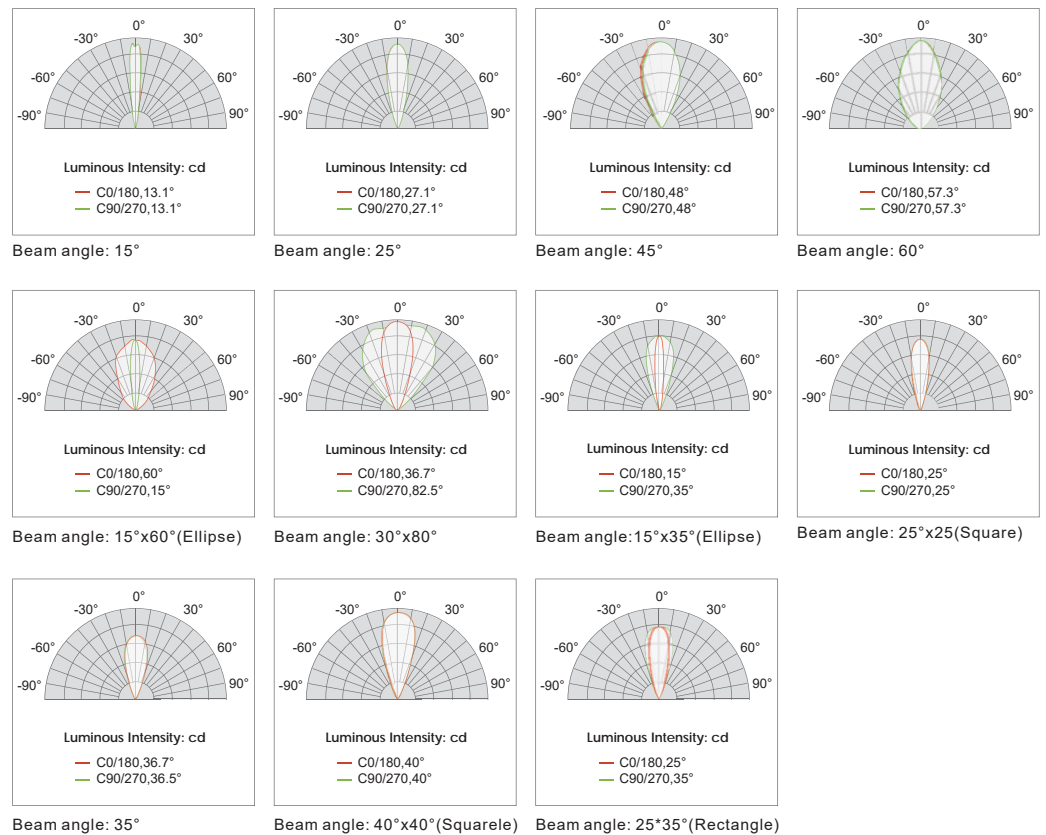 0°
-30° 30°
-60° 60°
-90° 90°
Luminous Intensity: cd
C0/180,13.1°
C90/270,13.1°
Beam angle: 15°
0°
-30° 30°
-60° 60°
-90° 90°
Luminous Intensity: cd
C0/180,27.1°
C90/270,27.1°
Beam angle: 25°
0°
-30° 30°
-60° 60°
-90° 90°
Luminous Intensity: cd
C0/180,48°
C90/270,48°
Beam angle: 45°
0°
-30° 30°
-60° 60°
-90° 90°
Luminous Intensity: cd
C0/180,57.3°
C90/270,57.3°
Beam angle: 60°
0°
-30° 30°
-60° 60°
-90° 90°
Luminous Intensity: cd
C0/180,60°
C90/270,15°
Beam angle: 15°x60°(Ellipse)
0°
-30° 30°
-60° 60°
-90° 90°
Luminous Intensity: cd
C0/180,36.7°
C90/270,82.5°
Beam angle: 30°x80°
0°
-30° 30°
-60° 60°
-90° 90°
Luminous Intensity: cd
C0/180,15°
C90/270,35°
Beam angle:15°x35°(Ellipse)
0°
-30° 30°
-60° 60°
-90° 90°
Luminous Intensity: cd
C0/180,25°
C90/270,25°
Beam angle: 25°x25(Square)
0°
-30° 30°
-60° 60°
-90° 90°
Luminous Intensity: cd
C0/180,36.7°
C90/270,36.5°
Beam angle: 35°
0°
-30° 30°
-60° 60°
-90° 90°
Luminous Intensity: cd
C0/180,40°
C90/270,40°
Beam angle: 40°x40°(Squarele)
0°
-30° 30°
-60° 60°
-90° 90°
Luminous Intensity: cd
C0/180,25°
C90/270,35°
Beam angle: 25*35°(Rectangle)